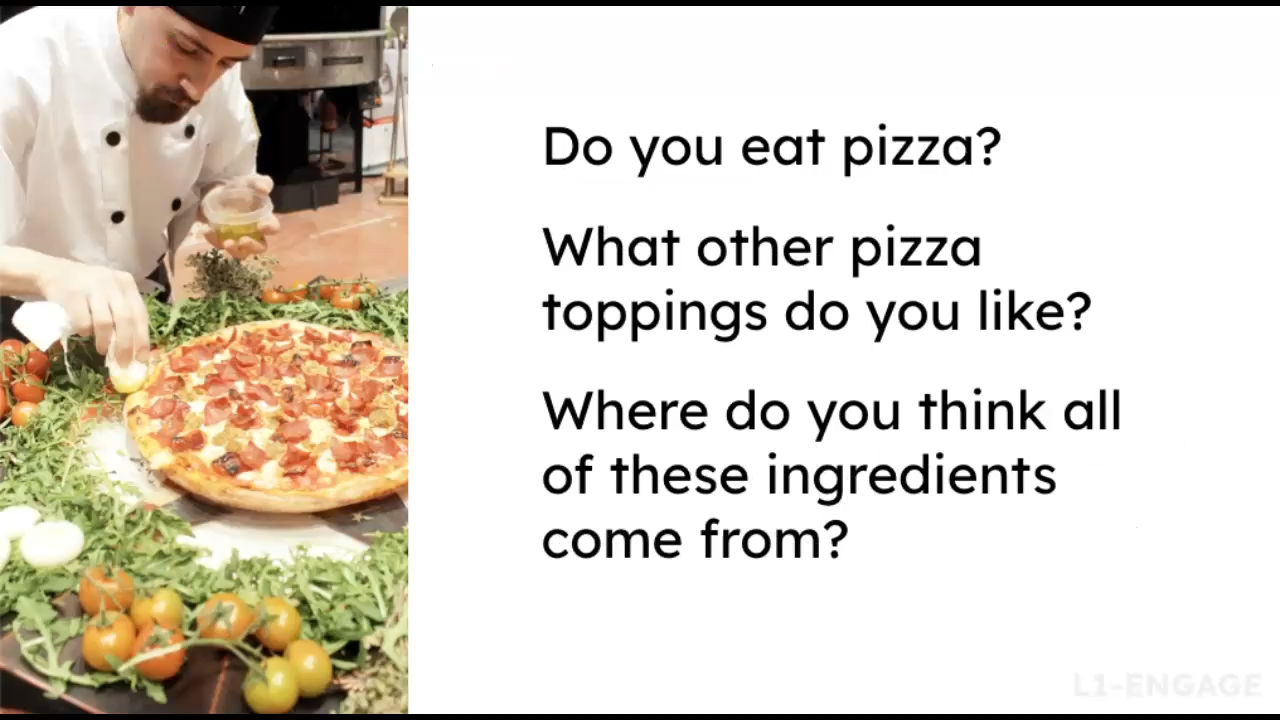 Do you eat pizza?
What other pizza
toppings do you like?
Where do you think all
of these ingredients
come from?
L1-ENGAGE